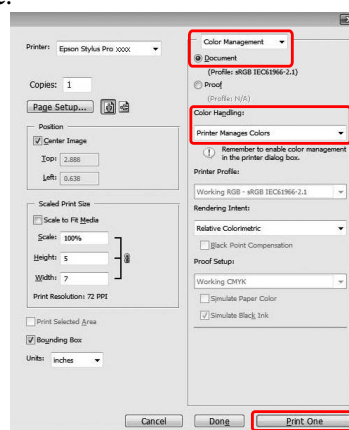 Printer: Epson Stylus Pro xxxx
Copies: 1
Page Setup...
Position
Center Image
Top: 2.888
Left: 0.638
Scaled Print Size
Scale to Fit Media
Scale: 100%
Height: 5
Width: 7
Print Resolution: 72 PPI
Print Selected Area
Bounding Box
Units: inches
Color Management
Document
(Profile: sRGB IEC61966-2.1)
Proof
(Profile: N/A)
Color Handling:
Printer Manages Colors
Remember to enable color management
in the printer dialog box.
Printer Profile:
Working RGB - sRGB IEC61966-2.1
Rendering Intent:
Relative Colorimetric
Black Point Compensation
Proof Setup:
Working CMYK
Simulate Paper Color
Simulate Black Ink
Cancel
Done
Print One